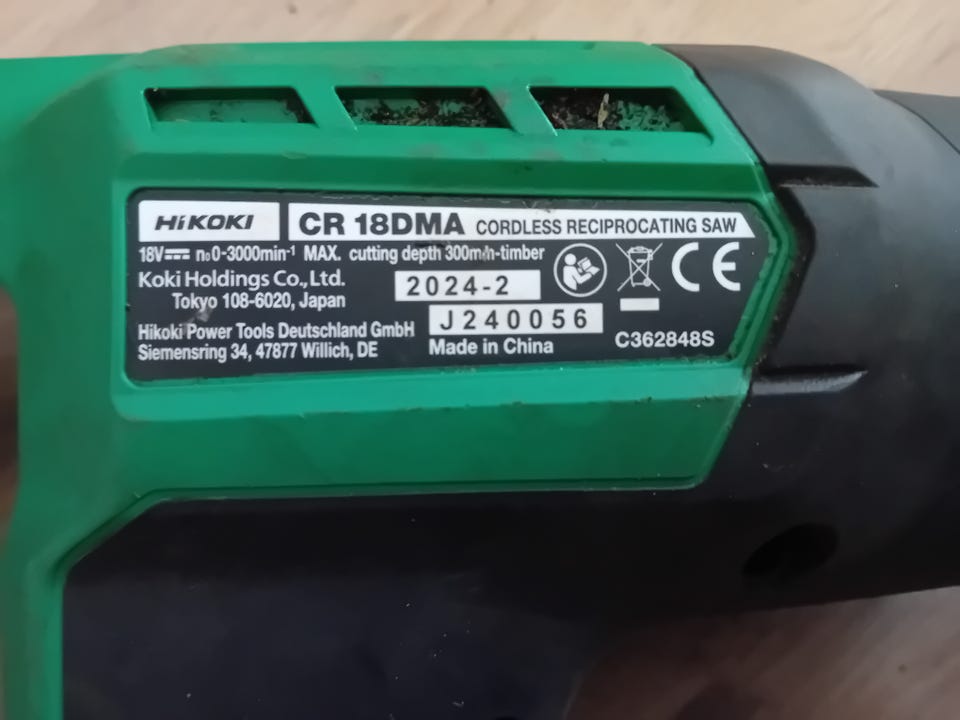 HiKOKI CR 18DMA CORDLESS RECIPROCATING SAW
18V n₀0-3000min⁻¹ MAX. cutting depth 300mm-timber
Koki Holdings Co.,Ltd.
Tokyo 108-6020, Japan
2024-2
J240056
Hikoki Power Tools Deutschland GmbH
Siemensring 34, 47877 Willich, DE
Made in China
CE
C362848S